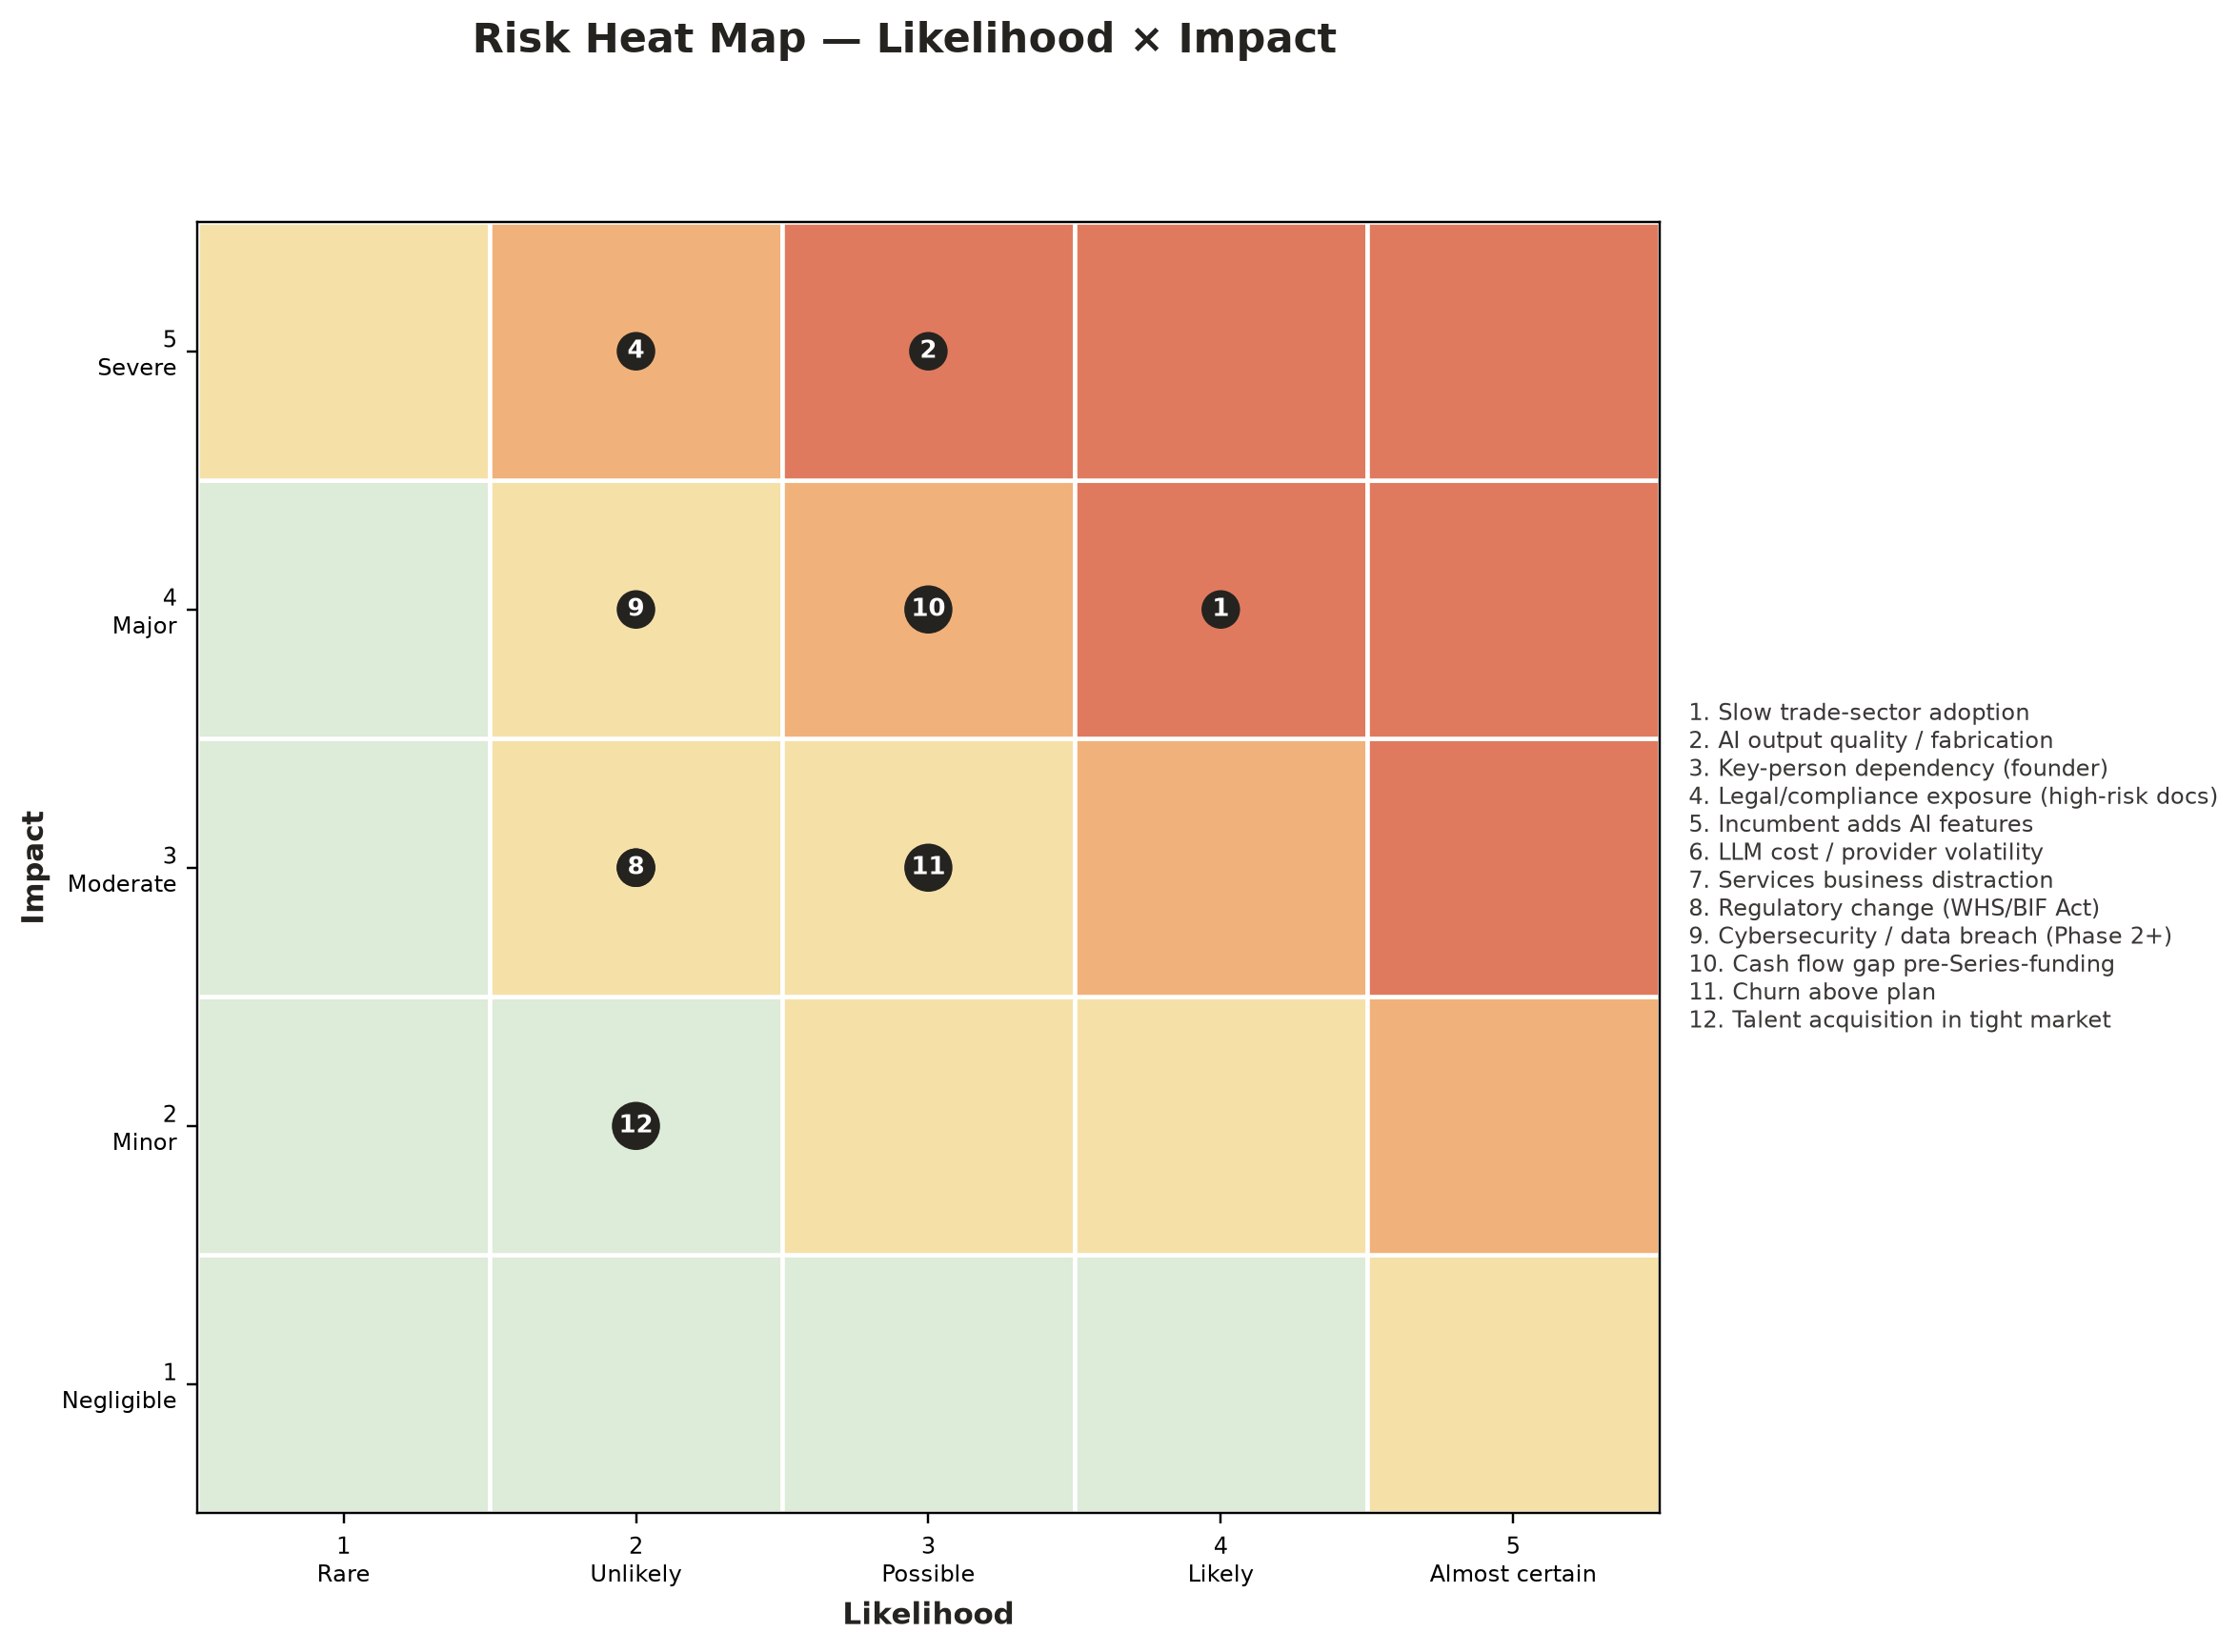 Risk Heat Map — Likelihood × Impact
5
Severe
4
2
4
Major
9
10
1
3
Moderate
8
11
2
Minor
12
1
Negligible
Impact
1
Rare
2
Unlikely
3
Possible
4
Likely
5
Almost certain
Likelihood
1. Slow trade-sector adoption
2. AI output quality / fabrication
3. Key-person dependency (founder)
4. Legal/compliance exposure (high-risk docs)
5. Incumbent adds AI features
6. LLM cost / provider volatility
7. Services business distraction
8. Regulatory change (WHS/BIF Act)
9. Cybersecurity / data breach (Phase 2+)
10. Cash flow gap pre-Series-funding
11. Churn above plan
12. Talent acquisition in tight market